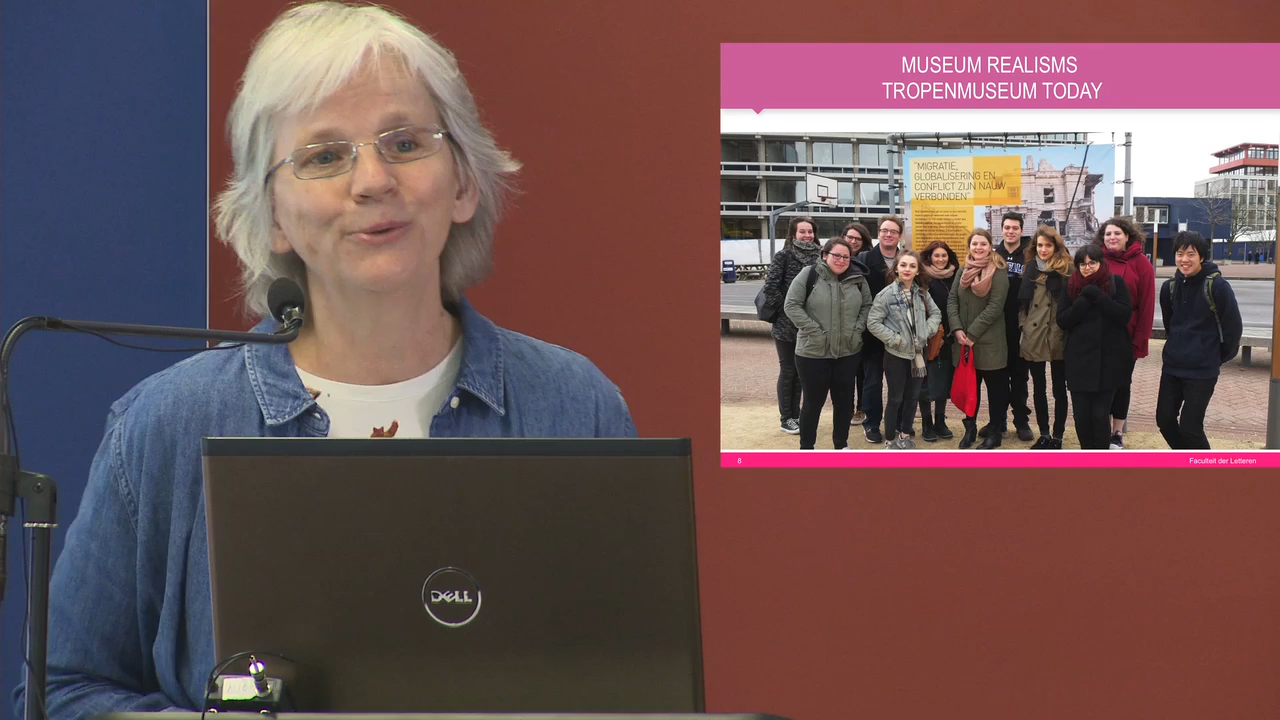 MUSEUM REALISMS
TROPENMUSEUM TODAY
"MIGRATIE,
GLOBALISERING EN
CONFLICT ZIJN NAUW
VERBONDEN"
8
Faculteit der Letteren
DELL